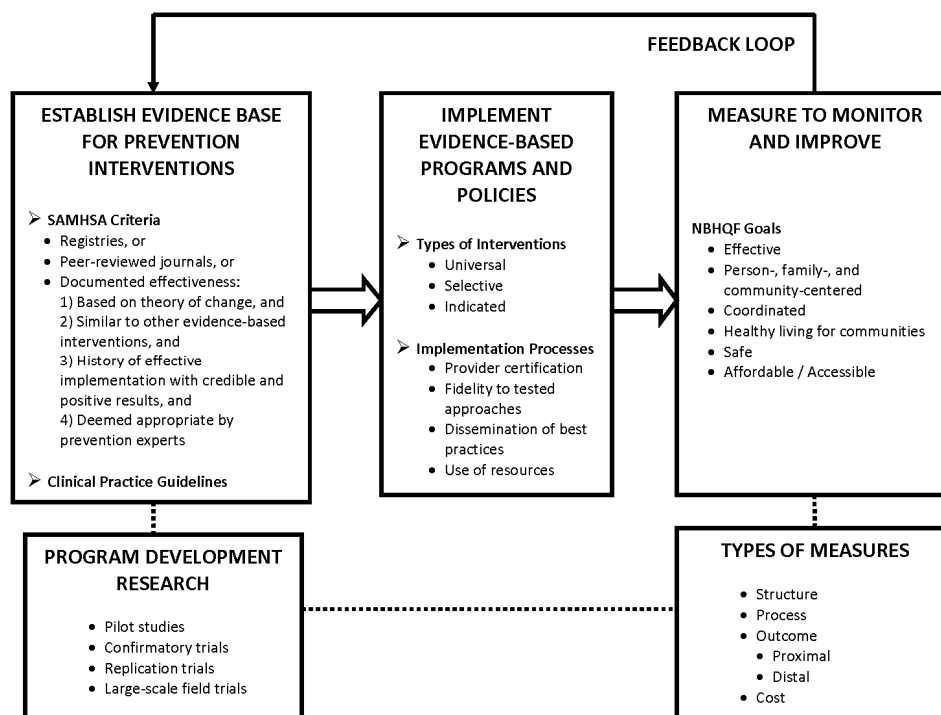 FEEDBACK LOOP
ESTABLISH EVIDENCE BASE
FOR PREVENTION
INTERVENTIONS
➢ SAMHSA Criteria
• Registries, or
• Peer-reviewed journals, or
• Documented effectiveness:
1) Based on theory of change, and
2) Similar to other evidence-based
interventions, and
3) History of effective
implementation with credible and
positive results, and
4) Deemed appropriate by
prevention experts
➢ Clinical Practice Guidelines
IMPLEMENT
EVIDENCE-BASED
PROGRAMS AND
POLICIES
➢ Types of Interventions
• Universal
• Selective
• Indicated
➢ Implementation Processes
• Provider certification
• Fidelity to tested
approaches
• Dissemination of best
practices
• Use of resources
MEASURE TO MONITOR
AND IMPROVE
NBHQF Goals
• Effective
• Person-, family-, and
community-centered
• Coordinated
• Healthy living for communities
• Safe
• Affordable / Accessible
PROGRAM DEVELOPMENT
RESEARCH
• Pilot studies
• Confirmatory trials
• Replication trials
• Large-scale field trials
TYPES OF MEASURES
• Structure
• Process
• Outcome
• Proximal
• Distal
• Cost